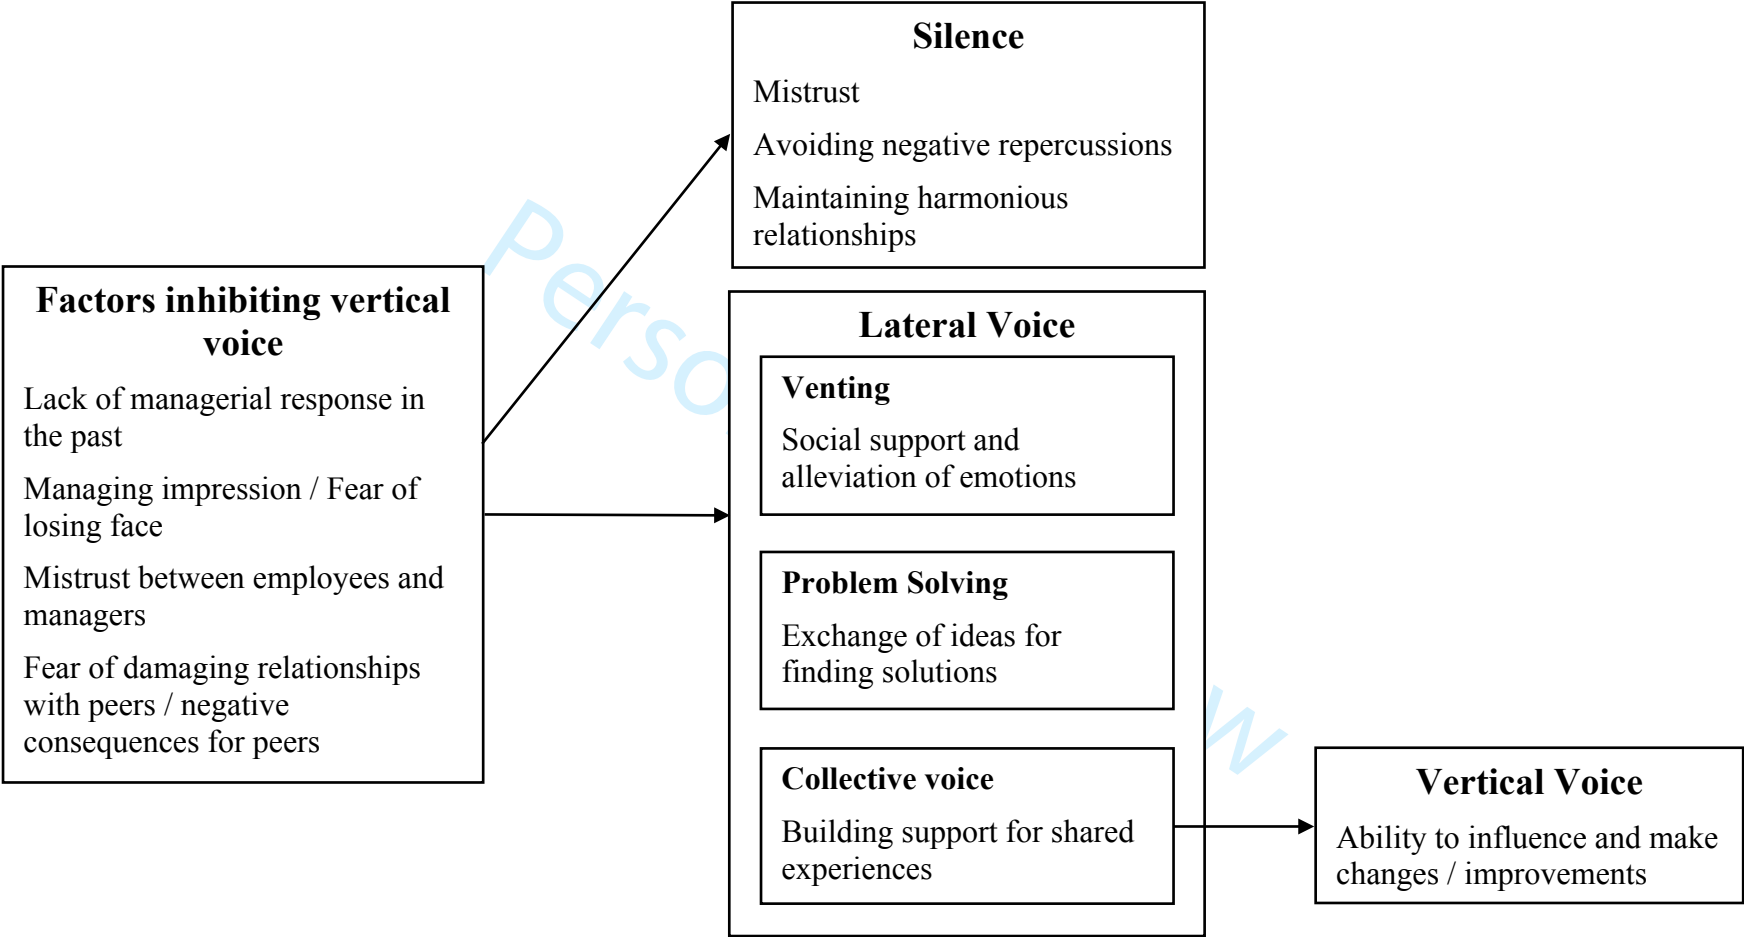 Silence
Mistrust
Avoiding negative repercussions
Maintaining harmonious
relationships
Factors inhibiting vertical
voice
Lack of managerial response in
the past
Managing impression / Fear of
losing face
Mistrust between employees and
managers
Fear of damaging relationships
with peers / negative
consequences for peers
Lateral Voice
Venting
Social support and
alleviation of emotions
Problem Solving
Exchange of ideas for
finding solutions
Collective voice
Building support for shared
experiences
Vertical Voice
Ability to influence and make
changes / improvements